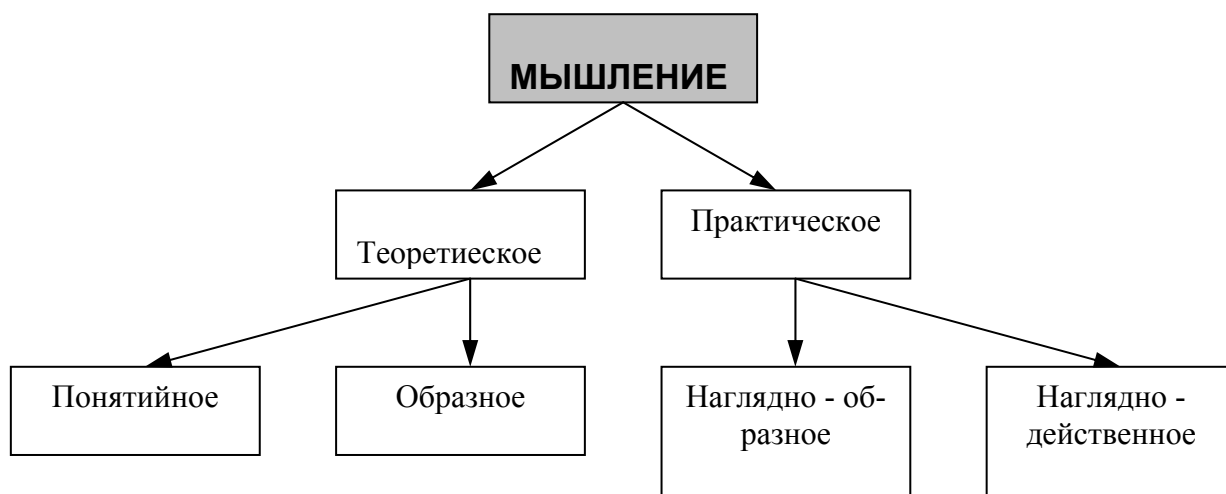 МЫШЛЕНИЕ
Теоретиеское
Практическое
Понятийное
Образное
Наглядно - об-
разное
Наглядно -
действенное